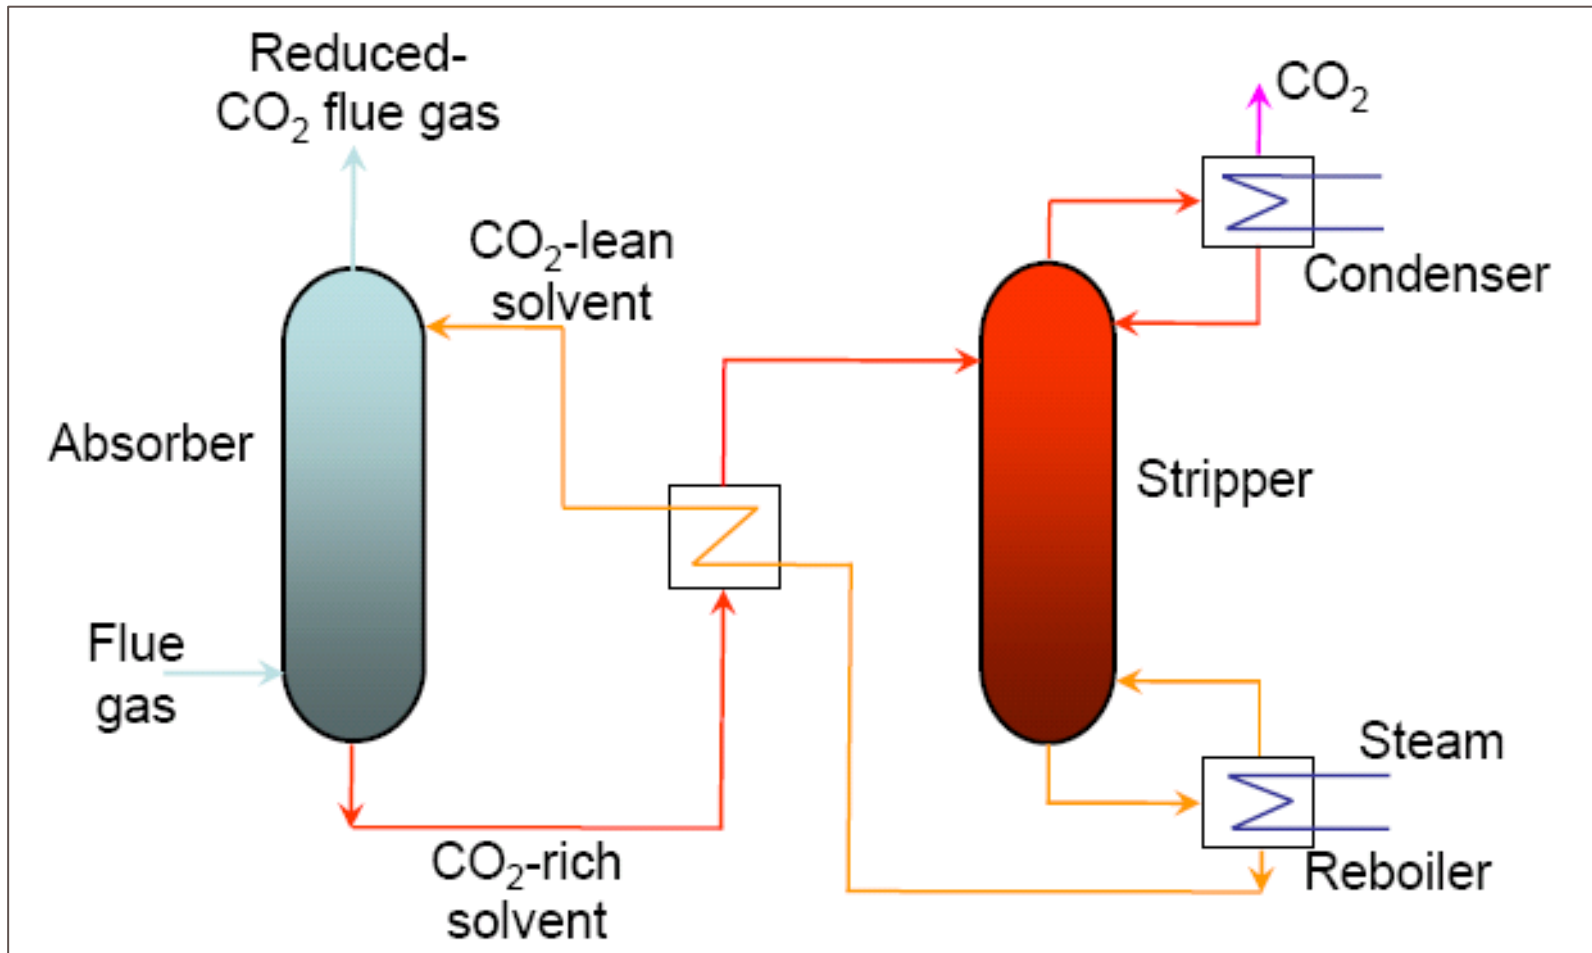 Reduced-
CO₂ flue gas
CO₂
CO₂-lean
solvent
Condenser
Absorber
Stripper
Flue
gas
Steam
CO₂-rich
solvent
Reboiler